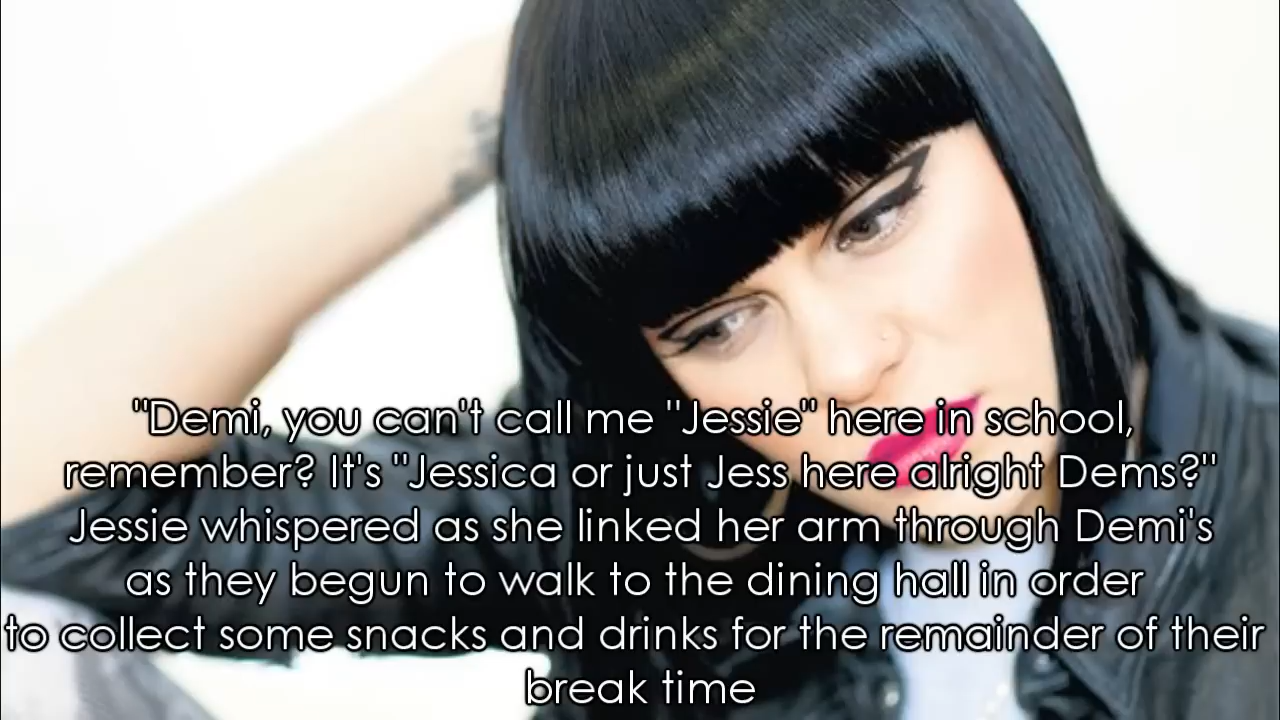 "Demi, you can't call me "Jessie" here in school,
remember? It's "Jessica or just Jess here alright Dems?"
Jessie whispered as she linked her arm through Demi's
as they begun to walk to the dining hall in order
to collect some snacks and drinks for the remainder of their
break time